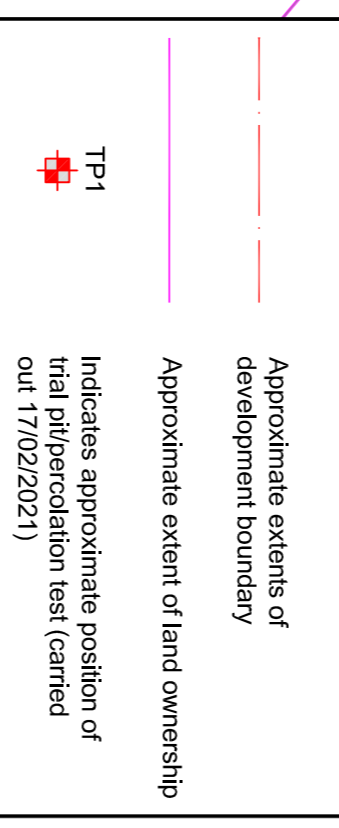 Approximate extents of
development boundary
Approximate extent of land ownership
TP1
Indicates approximate position of
trial pit/percolation test (carried
out 17/02/2021)